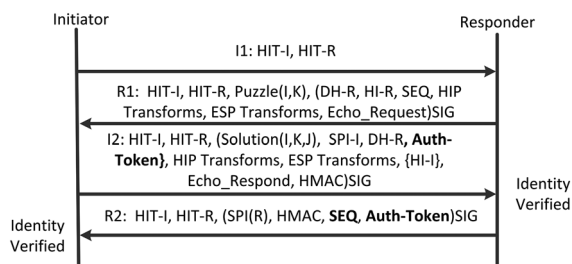 Initiator
Responder
I1: HIT-I, HIT-R
R1: HIT-I, HIT-R, Puzzle(I,K), (DH-R, HI-R, SEQ, HIP
Transforms, ESP Transforms, Echo_Request)SIG
I2: HIT-I, HIT-R, (Solution(I,K,J), SPI-I, DH-R, Auth-
Token}, HIP Transforms, ESP Transforms, {HI-I},
Echo_Respond, HMAC)SIG
Identity
Verified
R2: HIT-I, HIT-R, (SPI(R), HMAC, SEQ, Auth-Token)SIG
Identity
Verified